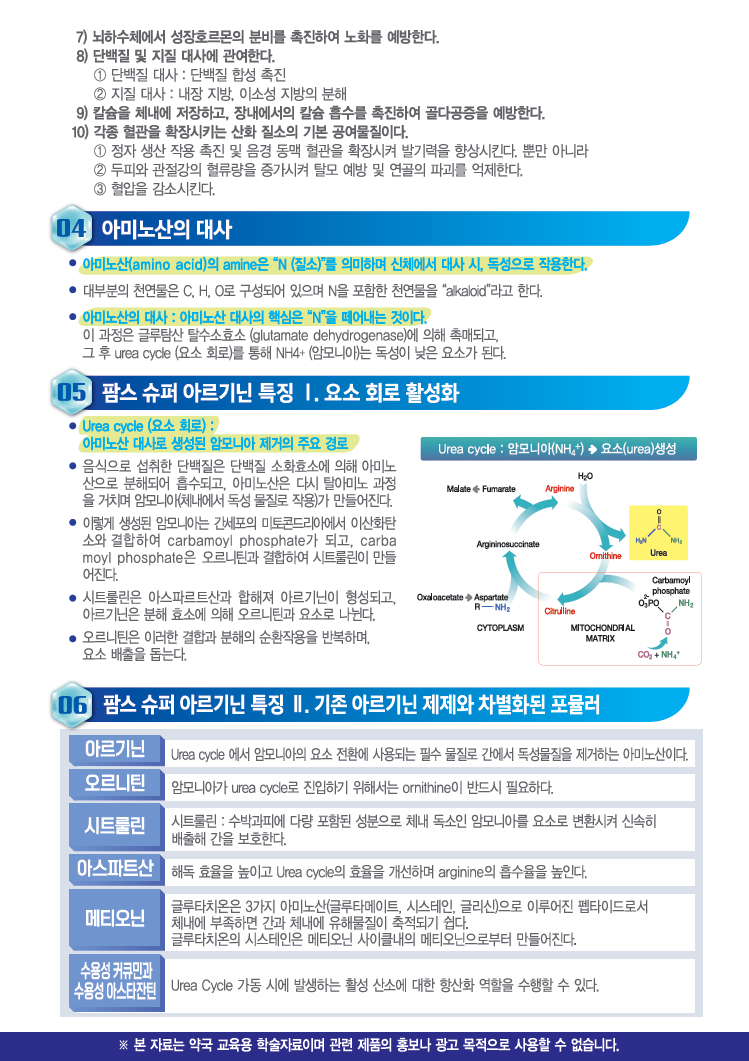 7) 뇌하수체에서 성장호르몬의 분비를 촉진하여 노화를 예방한다.
8) 단백질 및 지질 대사에 관여한다.
① 단백질 대사 : 단백질 합성 촉진
② 지질 대사 : 내장 지방, 이소성 지방의 분해
9) 칼슘을 체내에 저장하고, 장내에서의 칼슘 흡수를 촉진하여 골다공증을 예방한다.
10) 각종 혈관을 확장시키는 산화 질소의 기본 공여물질이다.
① 정자 생산 작용 촉진 및 음경 동맥 혈관을 확장시켜 발기력을 향상시킨다. 뿐만 아니라
② 두피와 관절강의 혈류량을 증가시켜 탈모 예방 및 연골의 파괴를 억제한다.
③ 혈압을 감소시킨다.
04 아미노산의 대사
● 아미노산(amino acid)의 amine은 “N (질소)”를 의미하며 신체에서 대사 시, 독성으로 작용한다.
● 대부분의 천연물은 C, H, O로 구성되어 있으며 N을 포함한 천연물을 “alkaloid”라고 한다.
● 아미노산의 대사 : 아미노산 대사의 핵심은 “N”을 떼어내는 것이다.
이 과정은 글루탐산 탈수소효소 (glutamate dehydrogenase)에 의해 촉매되고,
그 후 urea cycle (요소 회로)를 통해 NH4+ (암모니아)는 독성이 낮은 요소가 된다.
05 팜스 슈퍼 아르기닌 특징 Ⅰ. 요소 회로 활성화
● Urea cycle (요소 회로) :
아미노산 대사로 생성된 암모니아 제거의 주요 경로
● 음식으로 섭취한 단백질은 단백질 소화효소에 의해 아미노
산으로 분해되어 흡수되고, 아미노산은 다시 탈아미노 과정
을 거치며 암모니아(체내에서 독성 물질로 작용)가 만들어진다.
● 이렇게 생성된 암모니아는 간세포의 미토콘드리아에서 이산화탄
소와 결합하여 carbamoyl phosphate가 되고, carba
moyl phosphate은 오르니틴과 결합하여 시트룰린이 만들
어진다.
● 시트룰린은 아스파르트산과 합해져 아르기닌이 형성되고,
아르기닌은 분해 효소에 의해 오르니틴과 요소로 나뉜다.
● 오르니틴은 이러한 결합과 분해의 순환작용을 반복하며,
요소 배출을 돕는다.
Urea cycle : 암모니아(NH₄⁺) ➔ 요소(urea)생성
H₂O
Malate Fumarate Arginine
O
C
H₂N NH₂
Urea
Argininosuccinate
Ornithine
Carbamoyl
phosphate
Oxaloacetate Aspartate
R — NH₂
Citrulline
²⁻
O₃PO NH₂
C
O
CYTOPLASM
MITOCHONDRIAL
MATRIX
CO₂ + NH₄⁺
06 팜스 슈퍼 아르기닌 특징 Ⅱ. 기존 아르기닌 제제와 차별화된 포뮬러
아르기닌 Urea cycle 에서 암모니아의 요소 전환에 사용되는 필수 물질로 간에서 독성물질을 제거하는 아미노산이다.
오르니틴 암모니아가 urea cycle로 진입하기 위해서는 ornithine이 반드시 필요하다.
시트룰린 시트룰린 : 수박과피에 다량 포함된 성분으로 체내 독소인 암모니아를 요소로 변환시켜 신속히
배출해 간을 보호한다.
아스파트산 해독 효율을 높이고 Urea cycle의 효율을 개선하며 arginine의 흡수율을 높인다.
메티오닌 글루타치온은 3가지 아미노산(글루타메이트, 시스테인, 글리신)으로 이루어진 펩타이드로서
체내에 부족하면 간과 체내에 유해물질이 축적되기 쉽다.
글루타치온의 시스테인은 메티오닌 사이클내의 메티오닌으로부터 만들어진다.
수용성 커큐민과
수용성 아스타잔틴 Urea Cycle 가동 시에 발생하는 활성 산소에 대한 항산화 역할을 수행할 수 있다.
※ 본 자료는 약국 교육용 학술자료이며 관련 제품의 홍보나 광고 목적으로 사용할 수 없습니다.